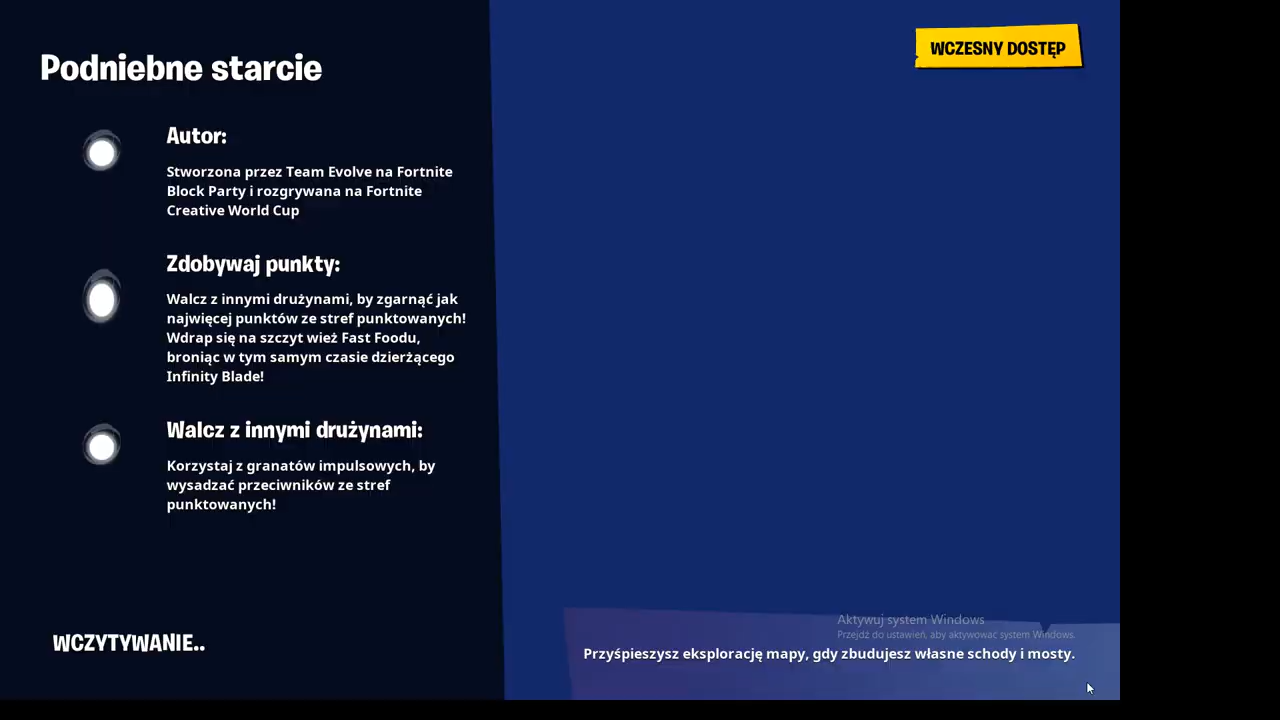 Podniebne starcie
WCZESNY DOSTĘP
Autor:
Stworzona przez Team Evolve na Fortnite
Block Party i rozgrywana na Fortnite
Creative World Cup
Zdobywaj punkty:
Walcz z innymi drużynami, by zgarnąć jak
najwięcej punktów ze stref punktowanych!
Wdrap się na szczyt wież Fast Foodu,
broniąc w tym samym czasie dzierżącego
Infinity Blade!
Walcz z innymi drużynami:
Korzystaj z granatów impulsowych, by
wysadzać przeciwników ze stref
punktowanych!
WCZYTYWANIE..
Aktywuj system Windows
Przejdź do ustawień, aby aktywować system Windows.
Przyśpieszysz eksplorację mapy, gdy zbudujesz własne schody i mosty.